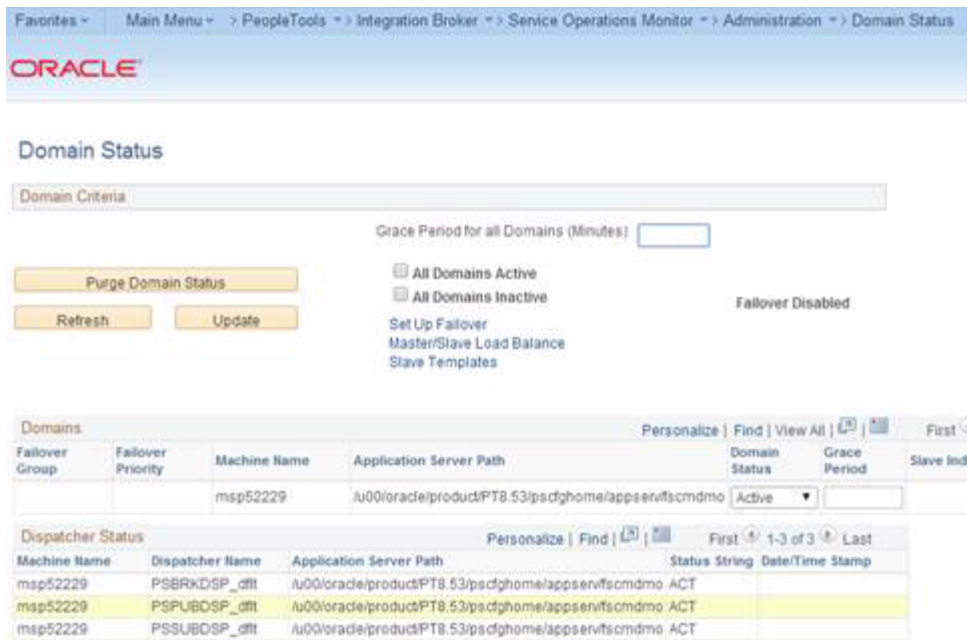 Favorites Main Menu > PeopleTools > Integration Broker > Service Operations Monitor > Administration > Domain Status
ORACLE
Domain Status
Domain Criteria
Grace Period for all Domains (Minutes)
Purge Domain Status
All Domains Active
All Domains Inactive
Failover Disabled
Refresh Update
Set Up Failover
Master/Slave Load Balance
Slave Templates
Domains Personalize | Find | View All | | First
Failover Group Failover Priority Machine Name Application Server Path Domain Status Grace Period Slave Ind
msp52229 /u00/oracle/product/PT8.53/pscfghome/appserv/fscmdmo Active
Dispatcher Status Personalize | Find | | First 1-3 of 3 Last
Machine Name Dispatcher Name Application Server Path Status String Date/Time Stamp
msp52229 PSBRKDSP_dflt /u00/oracle/product/PT8.53/pscfghome/appserv/fscmdmo ACT
msp52229 PSPUBDSP_dflt /u00/oracle/product/PT8.53/pscfghome/appserv/fscmdmo ACT
msp52229 PSSUBDSP_dflt /u00/oracle/product/PT8.53/pscfghome/appserv/fscmdmo ACT